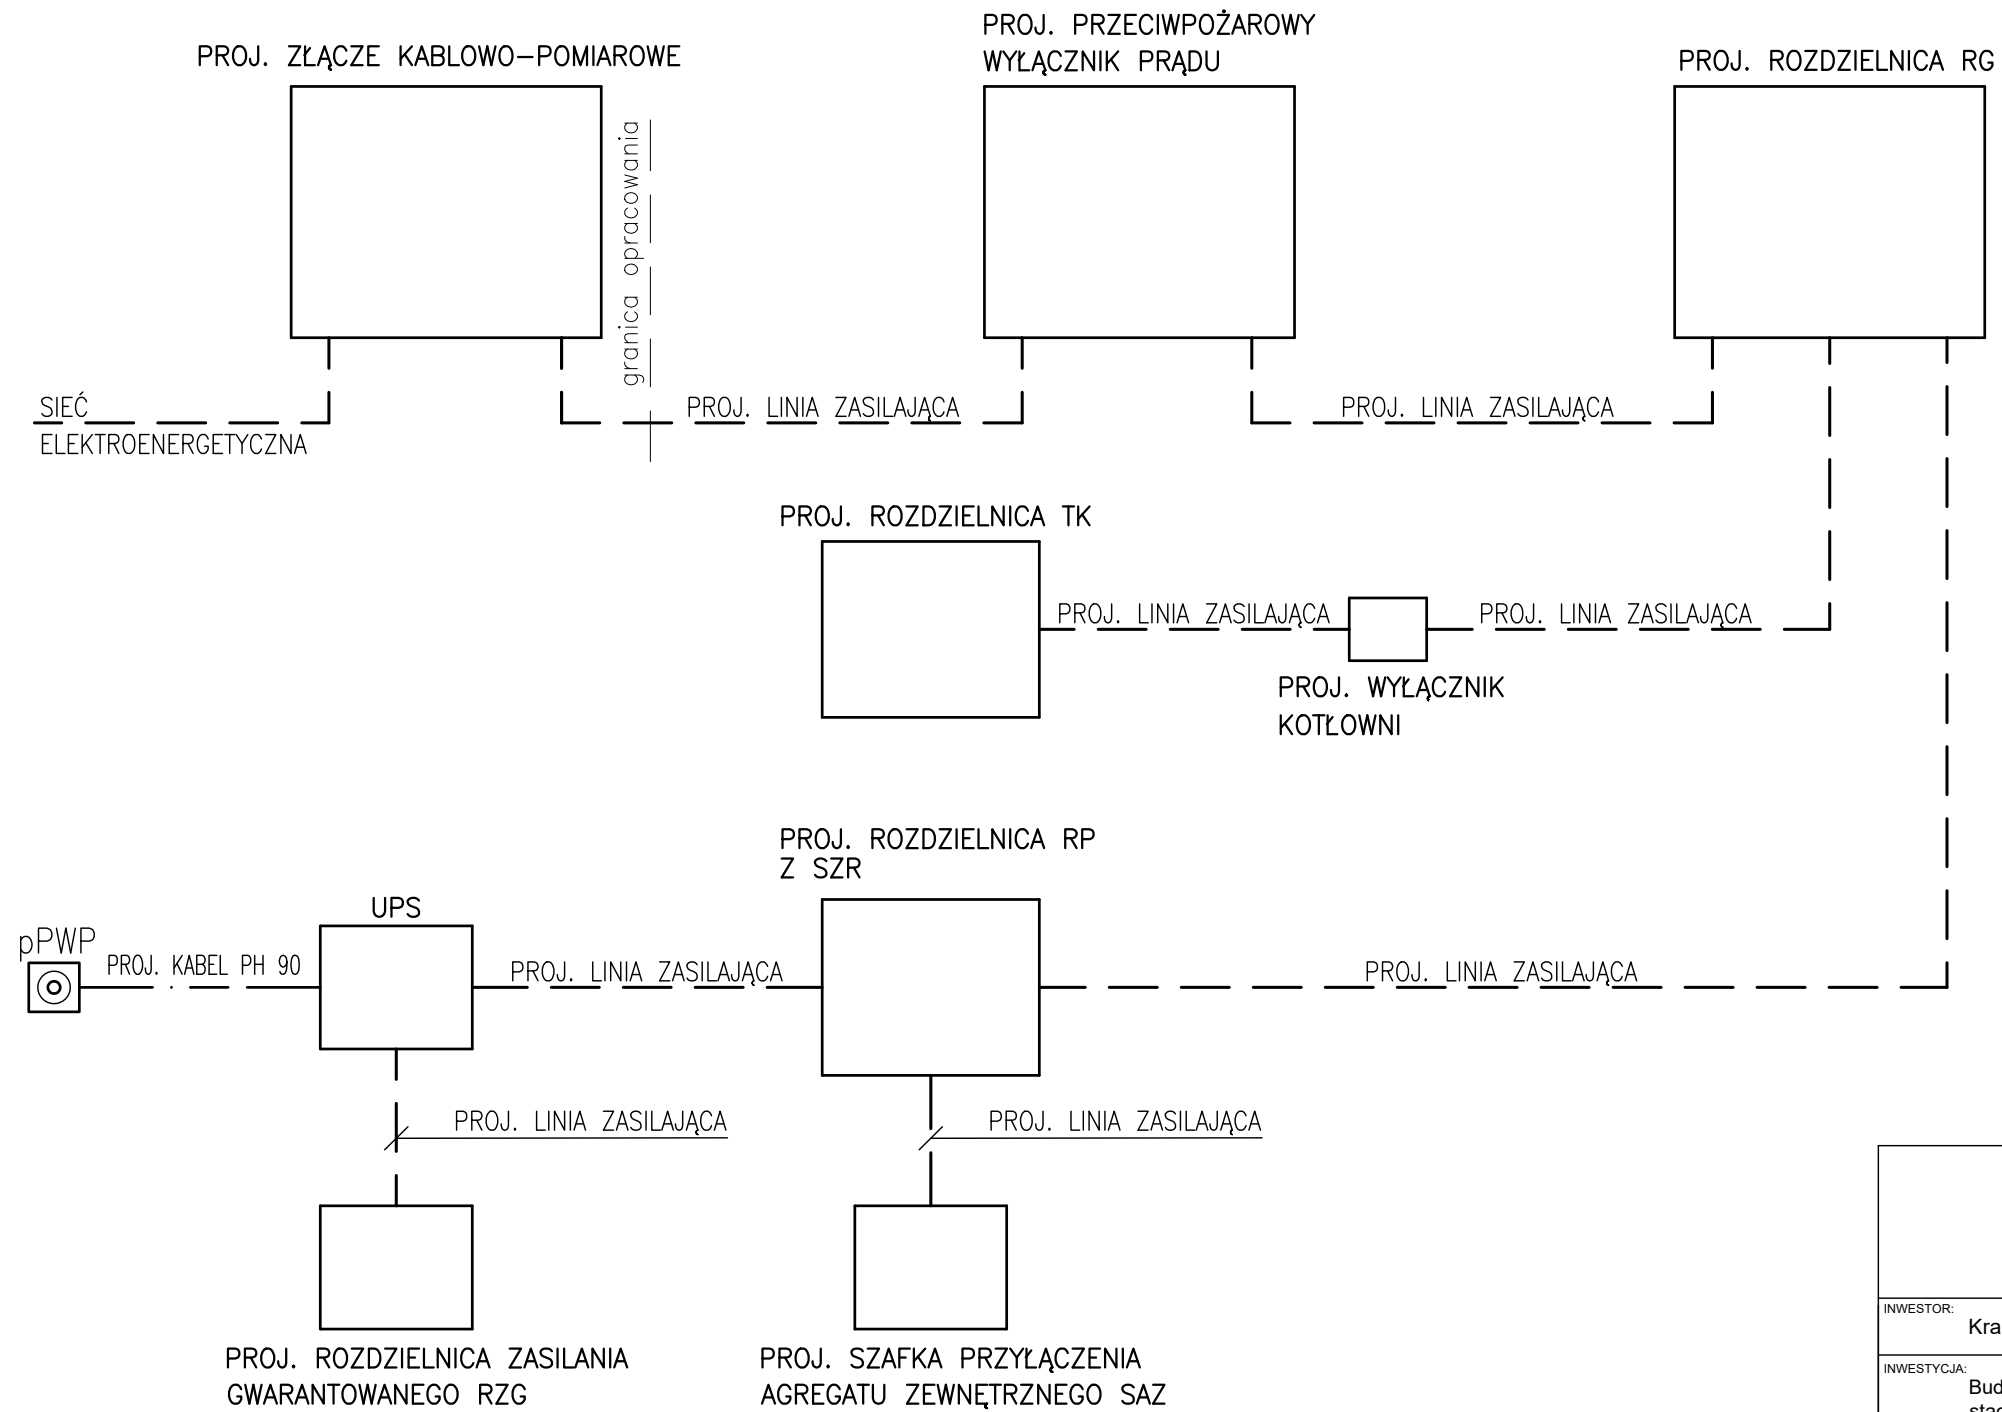 PROJ. ZŁĄCZE KABLOWO-POMIAROWE
PROJ. PRZECIWPOŻAROWY
WYŁĄCZNIK PRĄDU
PROJ. ROZDZIELNICA RG
granica opracowania
SIEĆ
ELEKTROENERGETYCZNA
PROJ. LINIA ZASILAJĄCA
PROJ. LINIA ZASILAJĄCA
PROJ. ROZDZIELNICA TK
PROJ. LINIA ZASILAJĄCA
PROJ. LINIA ZASILAJĄCA
PROJ. WYŁĄCZNIK
KOTŁOWNI
PROJ. ROZDZIELNICA RP
Z SZR
UPS
pPWP
PROJ. KABEL PH 90
PROJ. LINIA ZASILAJĄCA
PROJ. LINIA ZASILAJĄCA
PROJ. LINIA ZASILAJĄCA
PROJ. LINIA ZASILAJĄCA
PROJ. ROZDZIELNICA ZASILANIA
GWARANTOWANEGO RZG
PROJ. SZAFKA PRZYŁĄCZENIA
AGREGATU ZEWNĘTRZNEGO SAZ
INWESTOR:
Kra
INWESTYCJA:
Bud